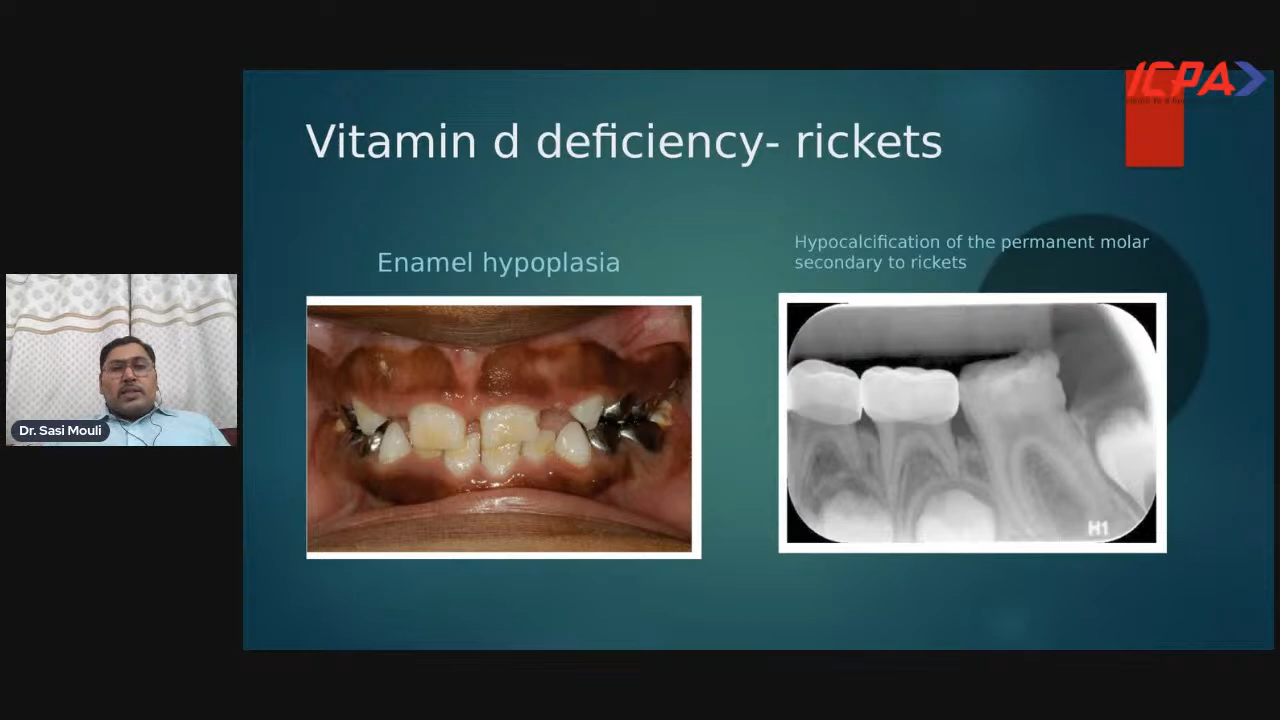 ICPA
Vitamin d deficiency- rickets
Enamel hypoplasia
Hypocalcification of the permanent molar
secondary to rickets
H1
Dr. Sasi Mouli